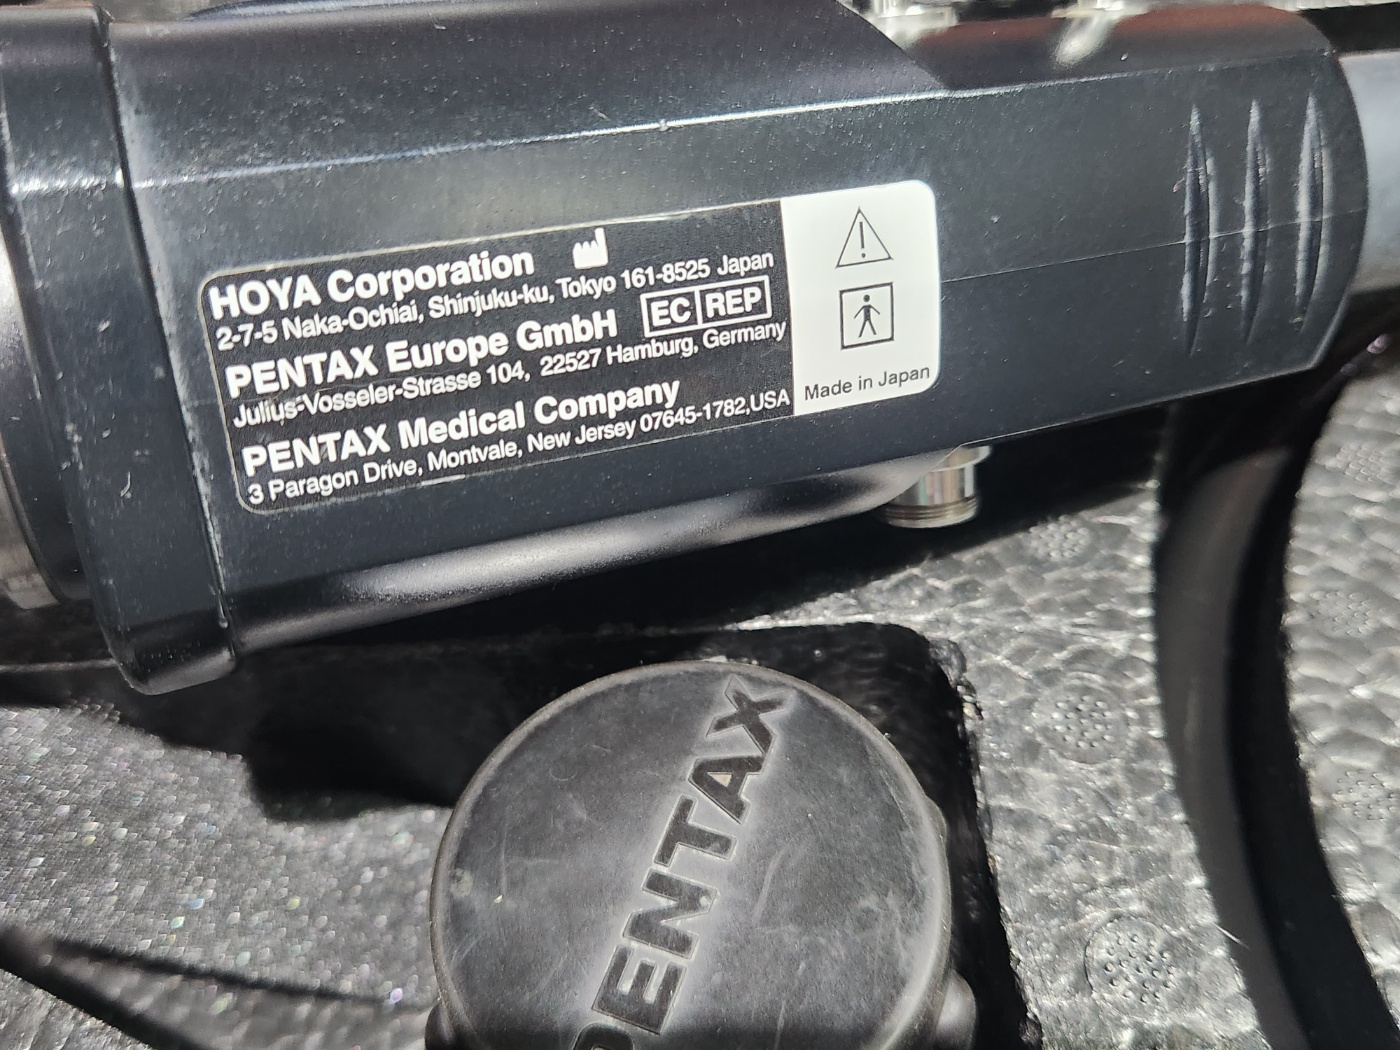 HOYA Corporation
2-7-5 Naka-Ochiai, Shinjuku-ku, Tokyo 161-8525 Japan
PENTAX Europe GmbH EC REP
Julius-Vosseler-Strasse 104, 22527 Hamburg, Germany
PENTAX Medical Company
3 Paragon Drive, Montvale, New Jersey 07645-1782,USA
Made in Japan
PENTAX